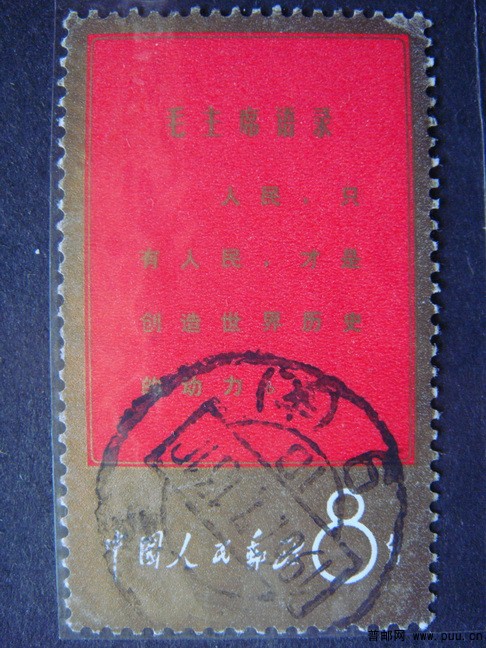 毛主席语录
人民，只
有人民，才是
创造世界历史
的动力。
中国人民邮政 8分
普邮网 www.puu.cn